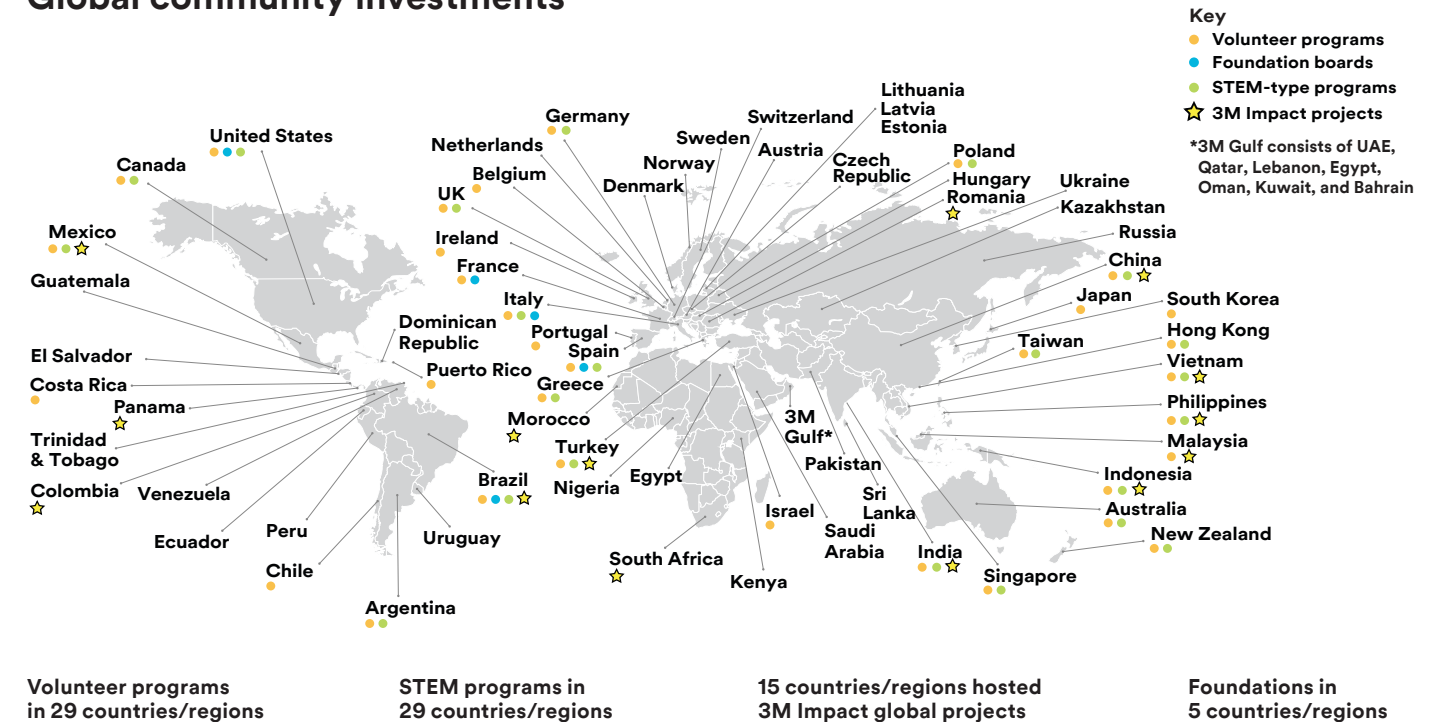 Global community investments
Key
Volunteer programs
Foundation boards
STEM-type programs
3M Impact projects
*3M Gulf consists of UAE,
Qatar, Lebanon, Egypt,
Oman, Kuwait, and Bahrain
United States
Canada
Mexico
Guatemala
El Salvador
Costa Rica
Panama
Trinidad
& Tobago
Colombia
Venezuela
Ecuador
Peru
Chile
Argentina
Uruguay
Brazil
Dominican
Republic
Puerto Rico
Germany
Netherlands
Belgium
UK
Ireland
France
Italy
Portugal
Spain
Greece
Morocco
Turkey
Nigeria
Egypt
South Africa
Kenya
Israel
Saudi
Arabia
3M
Gulf*
Pakistan
Sri
Lanka
India
Singapore
Denmark
Norway
Sweden
Switzerland
Austria
Lithuania
Latvia
Estonia
Czech
Republic
Poland
Hungary
Romania
Ukraine
Kazakhstan
Russia
China
Japan
South Korea
Taiwan
Hong Kong
Vietnam
Philippines
Malaysia
Indonesia
Australia
New Zealand
Volunteer programs
in 29 countries/regions
STEM programs in
29 countries/regions
15 countries/regions hosted
3M Impact global projects
Foundations in
5 countries/regions